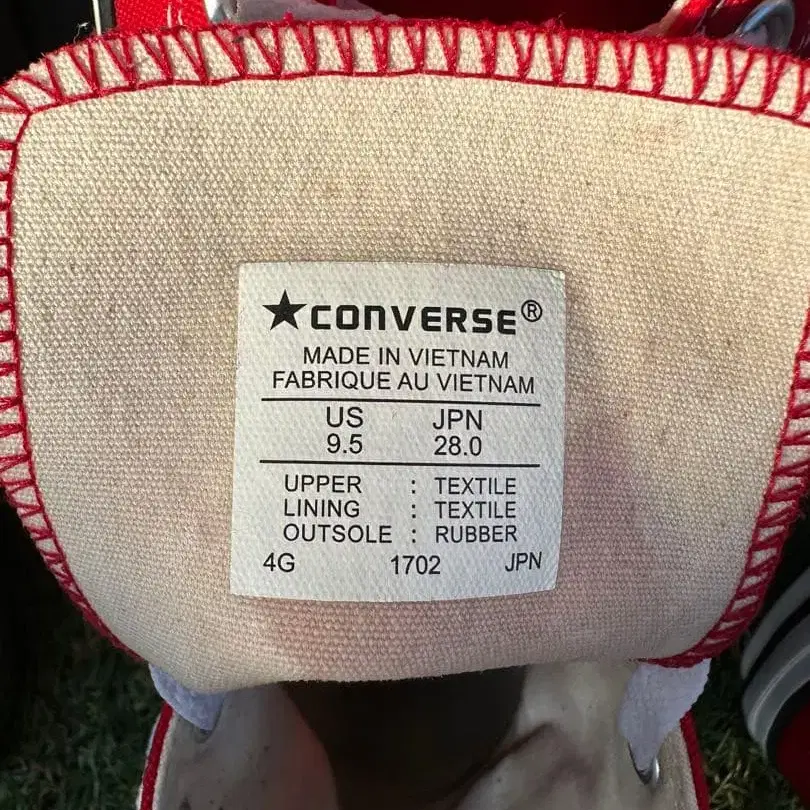 ★CONVERSE®
MADE IN VIETNAM
FABRIQUE AU VIETNAM
US JPN
9.5 28.0
UPPER : TEXTILE
LINING : TEXTILE
OUTSOLE : RUBBER
4G 1702 JPN